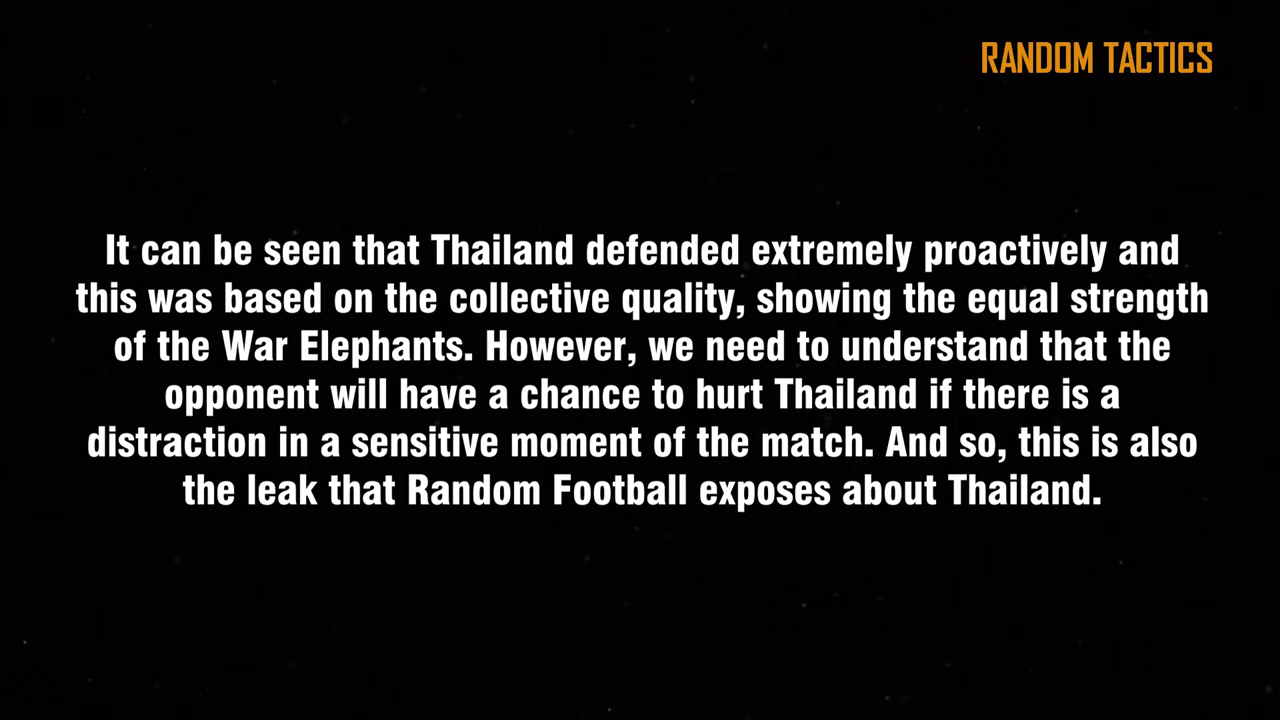 RANDOM TACTICS
It can be seen that Thailand defended extremely proactively and
this was based on the collective quality, showing the equal strength
of the War Elephants. However, we need to understand that the
opponent will have a chance to hurt Thailand if there is a
distraction in a sensitive moment of the match. And so, this is also
the leak that Random Football exposes about Thailand.